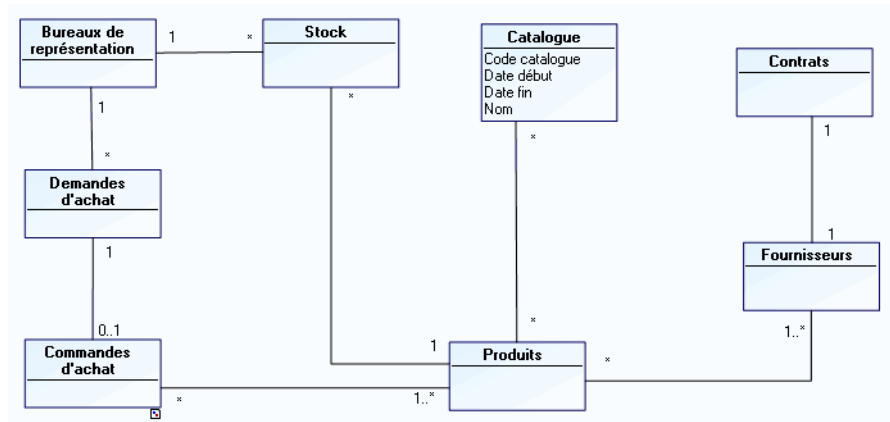 Bureaux de
représentation
1
*
Stock
Catalogue
Code catalogue
Date début
Date fin
Nom
Contrats
1
*
*
1
*
Demandes
d'achat
1
1
Fournisseurs
0..1
*
1..*
Commandes
d'achat
1
Produits
*
*
1..*